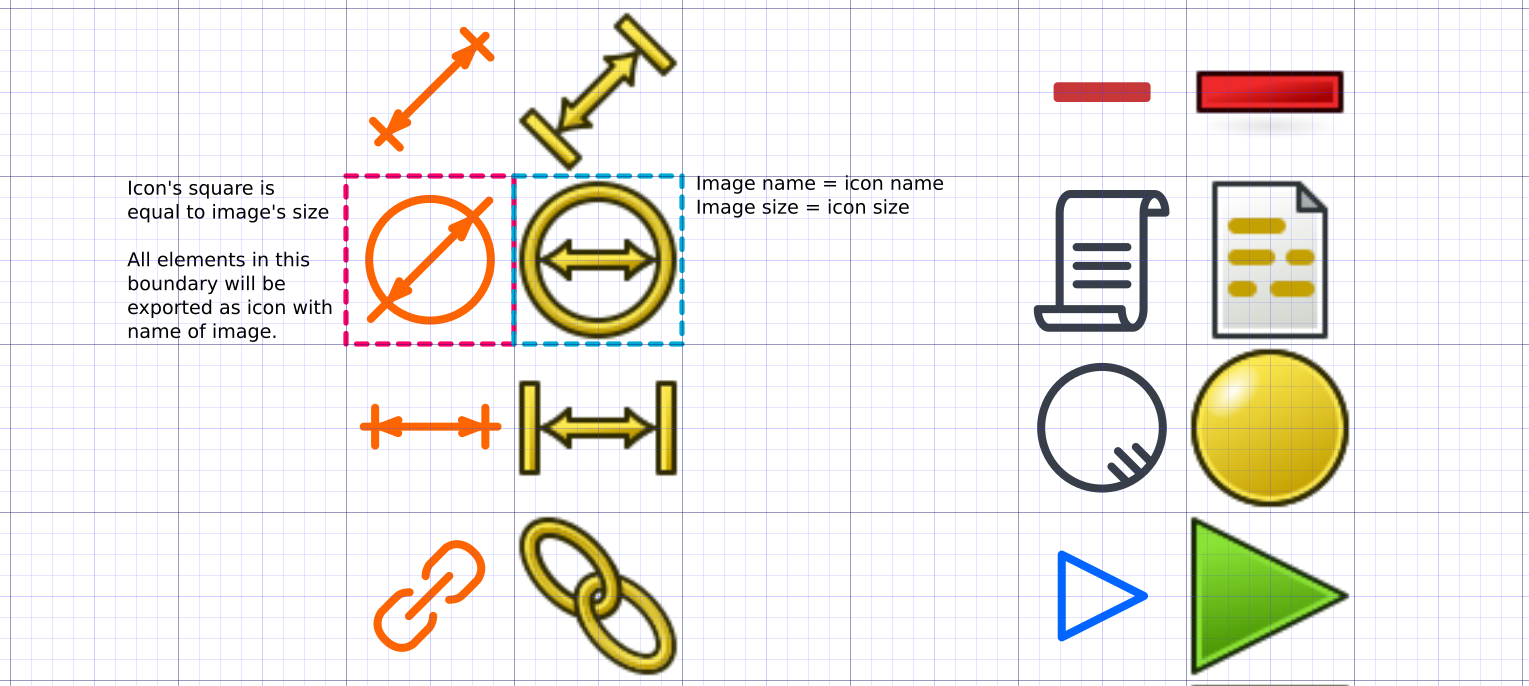 Icon's square is
equal to image's size
All elements in this
boundary will be
exported as icon with
name of image.
Image name = icon name
Image size = icon size